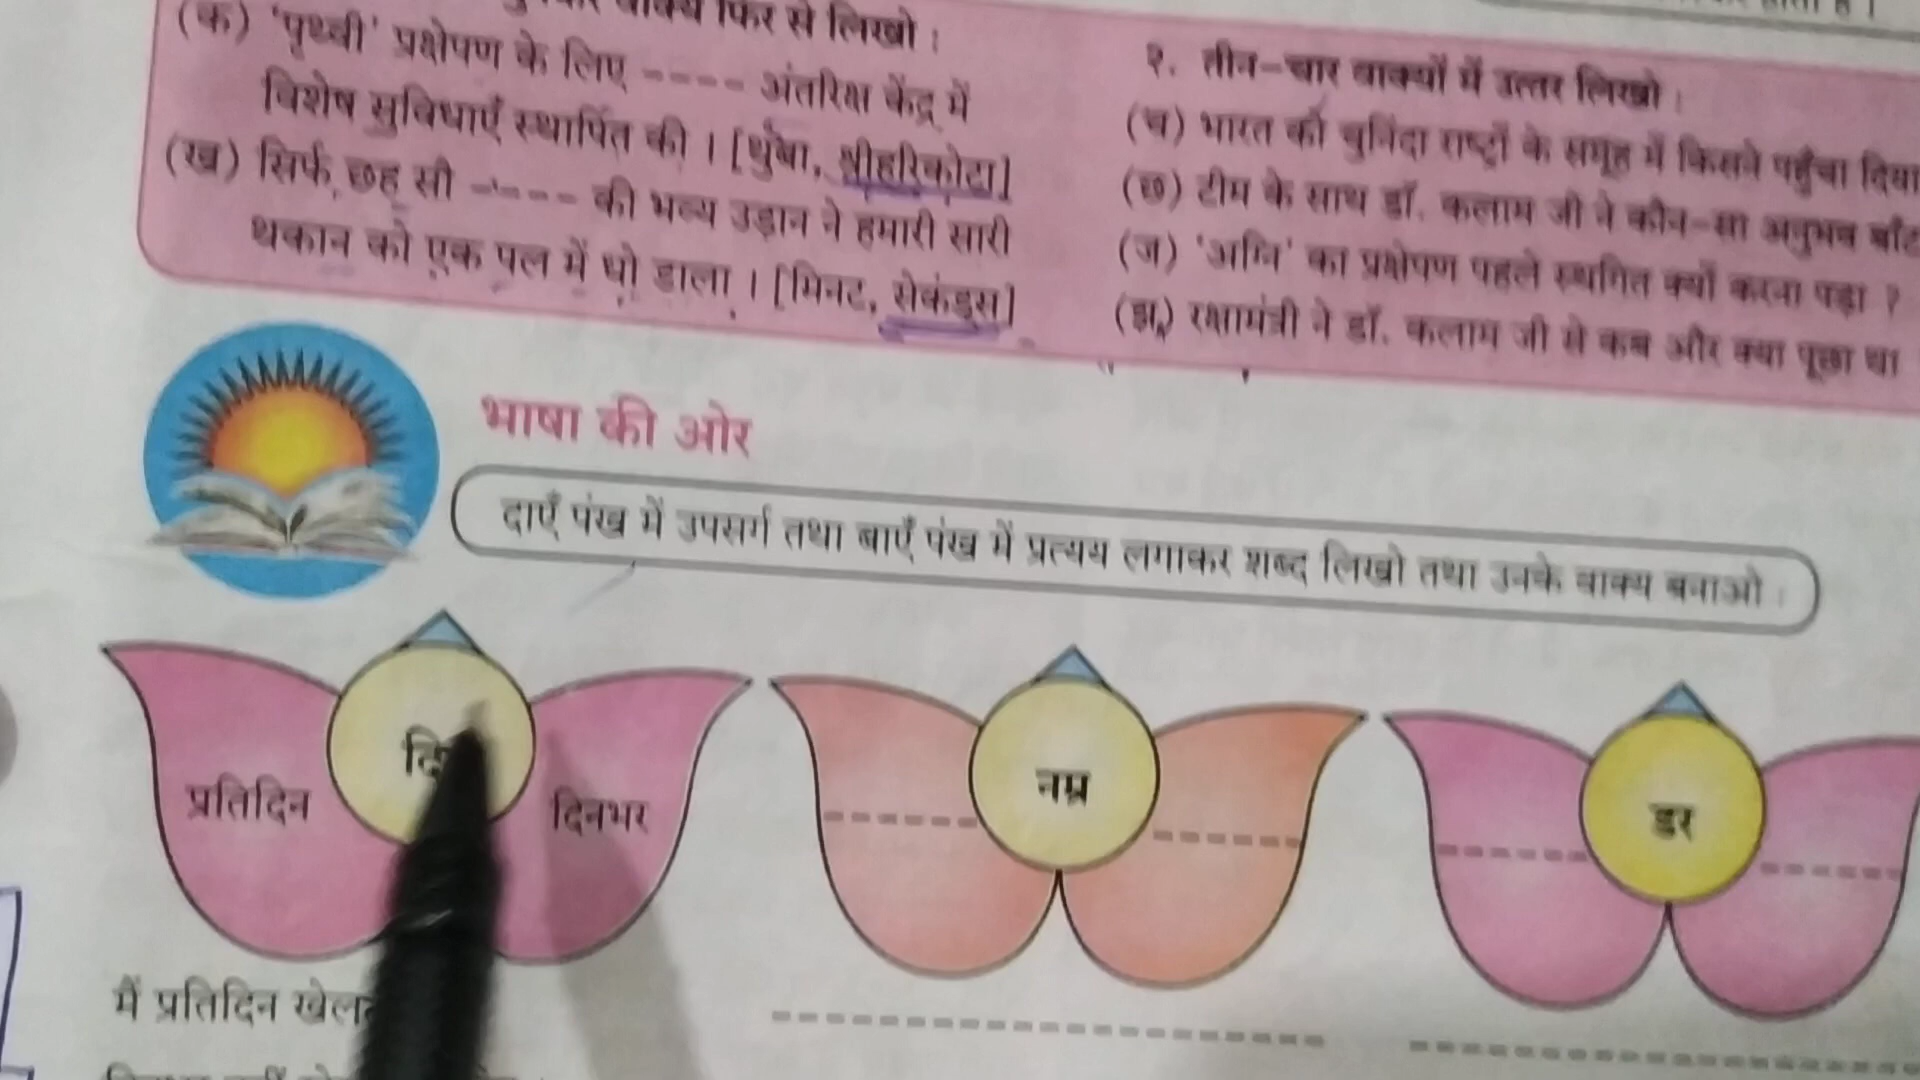 वाक्य फिर से लिखो :
(क) 'पृथ्वी' प्रक्षेपण के लिए ---- अंतरिक्ष केंद्र में
विशेष सुविधाएँ स्थापित की । [थुंबा, श्रीहरिकोटा]
(ख) सिर्फ छह सौ ---- की भव्य उड़ान ने हमारी सारी
थकान को एक पल में धो डाला । [मिनट, सेकंड्स]
२. तीन-चार वाक्यों में उत्तर लिखो :
(च) भारत को चुनिंदा राष्ट्रों के समूह में किसने पहुँचा दिया
(छ) टीम के साथ डॉ. कलाम जी ने कौन-सा अनुभव
(ज) 'अग्नि' का प्रक्षेपण पहले स्थगित क्यों करना पड़ा ?
(झ) रक्षामंत्री ने डॉ. कलाम जी से कब और क्या पूछा था
भाषा की ओर
दाएँ पंख में उपसर्ग तथा बाएँ पंख में प्रत्यय लगाकर शब्द लिखो तथा उनके वाक्य बनाओ :
प्रतिदिन
दिनभर
नम्र
डर
मैं प्रतिदिन